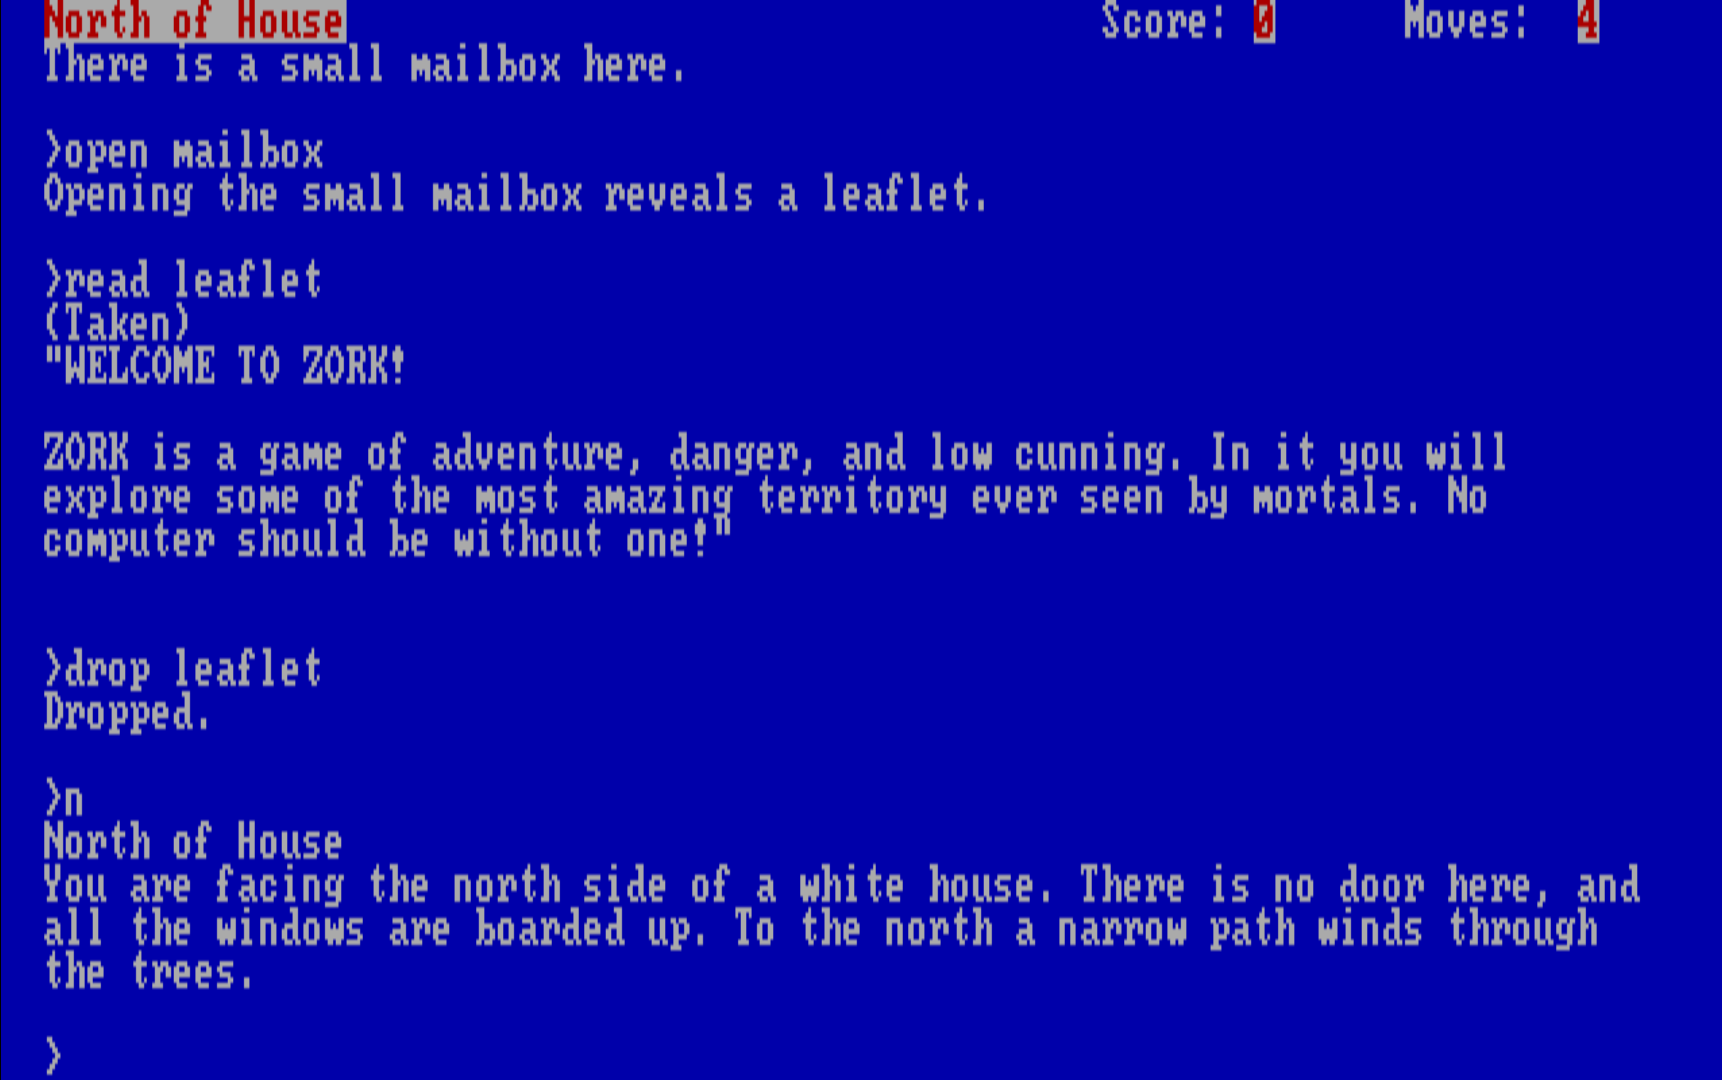 North of House Score: 0 Moves: 4
There is a small mailbox here.
>open mailbox
Opening the small mailbox reveals a leaflet.
>read leaflet
(Taken)
"WELCOME TO ZORK!
ZORK is a game of adventure, danger, and low cunning. In it you will
explore some of the most amazing territory ever seen by mortals. No
computer should be without one!"
>drop leaflet
Dropped.
>n
North of House
You are facing the north side of a white house. There is no door here, and
all the windows are boarded up. To the north a narrow path winds through
the trees.
>